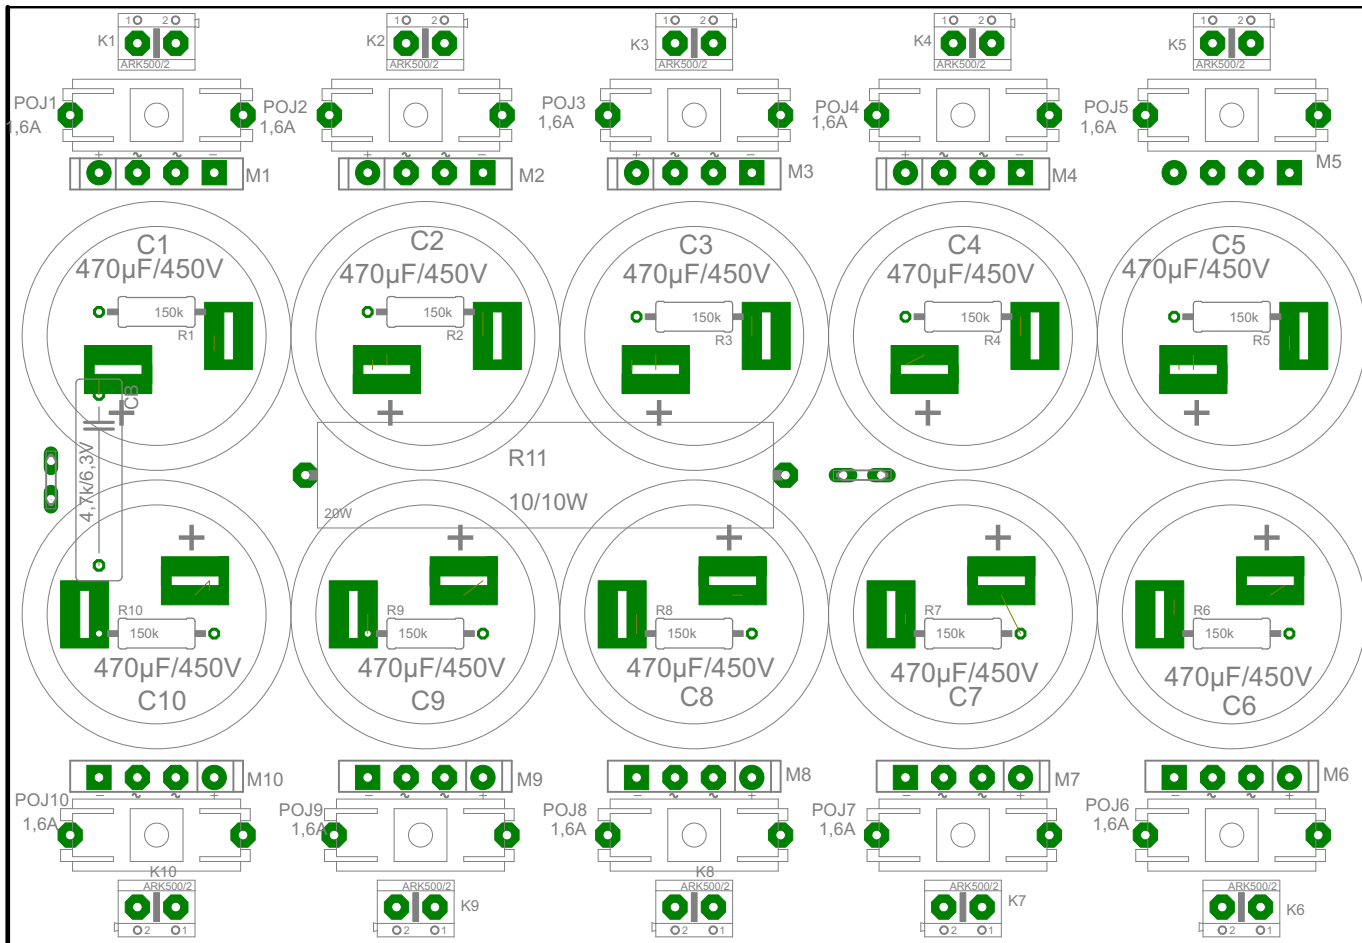 1 2 1 2 1 2 1 2 1 2
K1 K2 K3 K4 K5
ARK500/2 ARK500/2 ARK500/2 ARK500/2 ARK500/2
POJ1 POJ2 POJ3 POJ4 POJ5
1,6A 1,6A 1,6A 1,6A 1,6A
+ ~ ~ - + ~ ~ - + ~ ~ - + ~ ~ -
M1 M2 M3 M4 M5
C1 C2 C3 C4 C5
470µF/450V 470µF/450V 470µF/450V 470µF/450V 470µF/450V
150k 150k 150k 150k 150k
R1 R2 R3 R4 R5
+ + + + +
CB
4,7k/6,3V
R11
10/10W
20W
+ + + + +
R10 R9 R8 R7 R6
150k 150k 150k 150k 150k
470µF/450V 470µF/450V 470µF/450V 470µF/450V 470µF/450V
C10 C9 C8 C7 C6
M10 M9 M8 M7 M6
- ~ ~ + - ~ ~ + - ~ ~ + - ~ ~ + - ~ ~ +
POJ10 POJ9 POJ8 POJ7 POJ6
1,6A 1,6A 1,6A 1,6A 1,6A
K10 K8
ARK500/2 ARK500/2 ARK500/2 ARK500/2 ARK500/2
K9 K7 K6
2 1 2 1 2 1 2 1 2 1